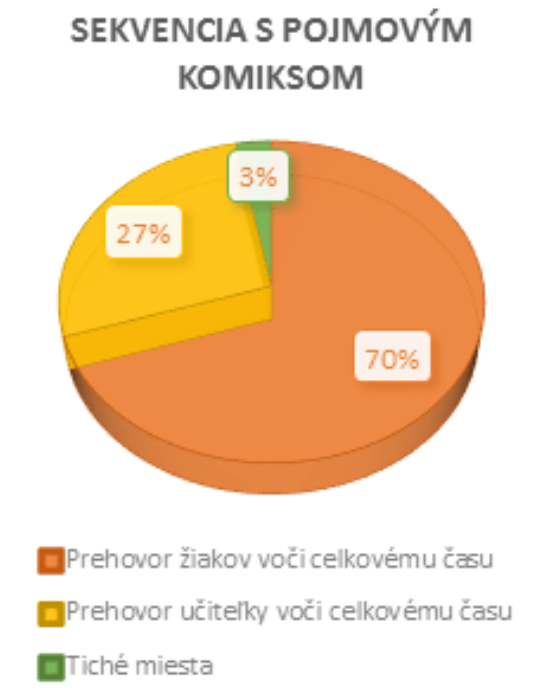 SEKVENCIA S POJMOVÝM
KOMIKSOM
3%
27%
70%
Prehovor žiakov voči celkovému času
Prehovor učiteľky voči celkovému času
Tiché miesta